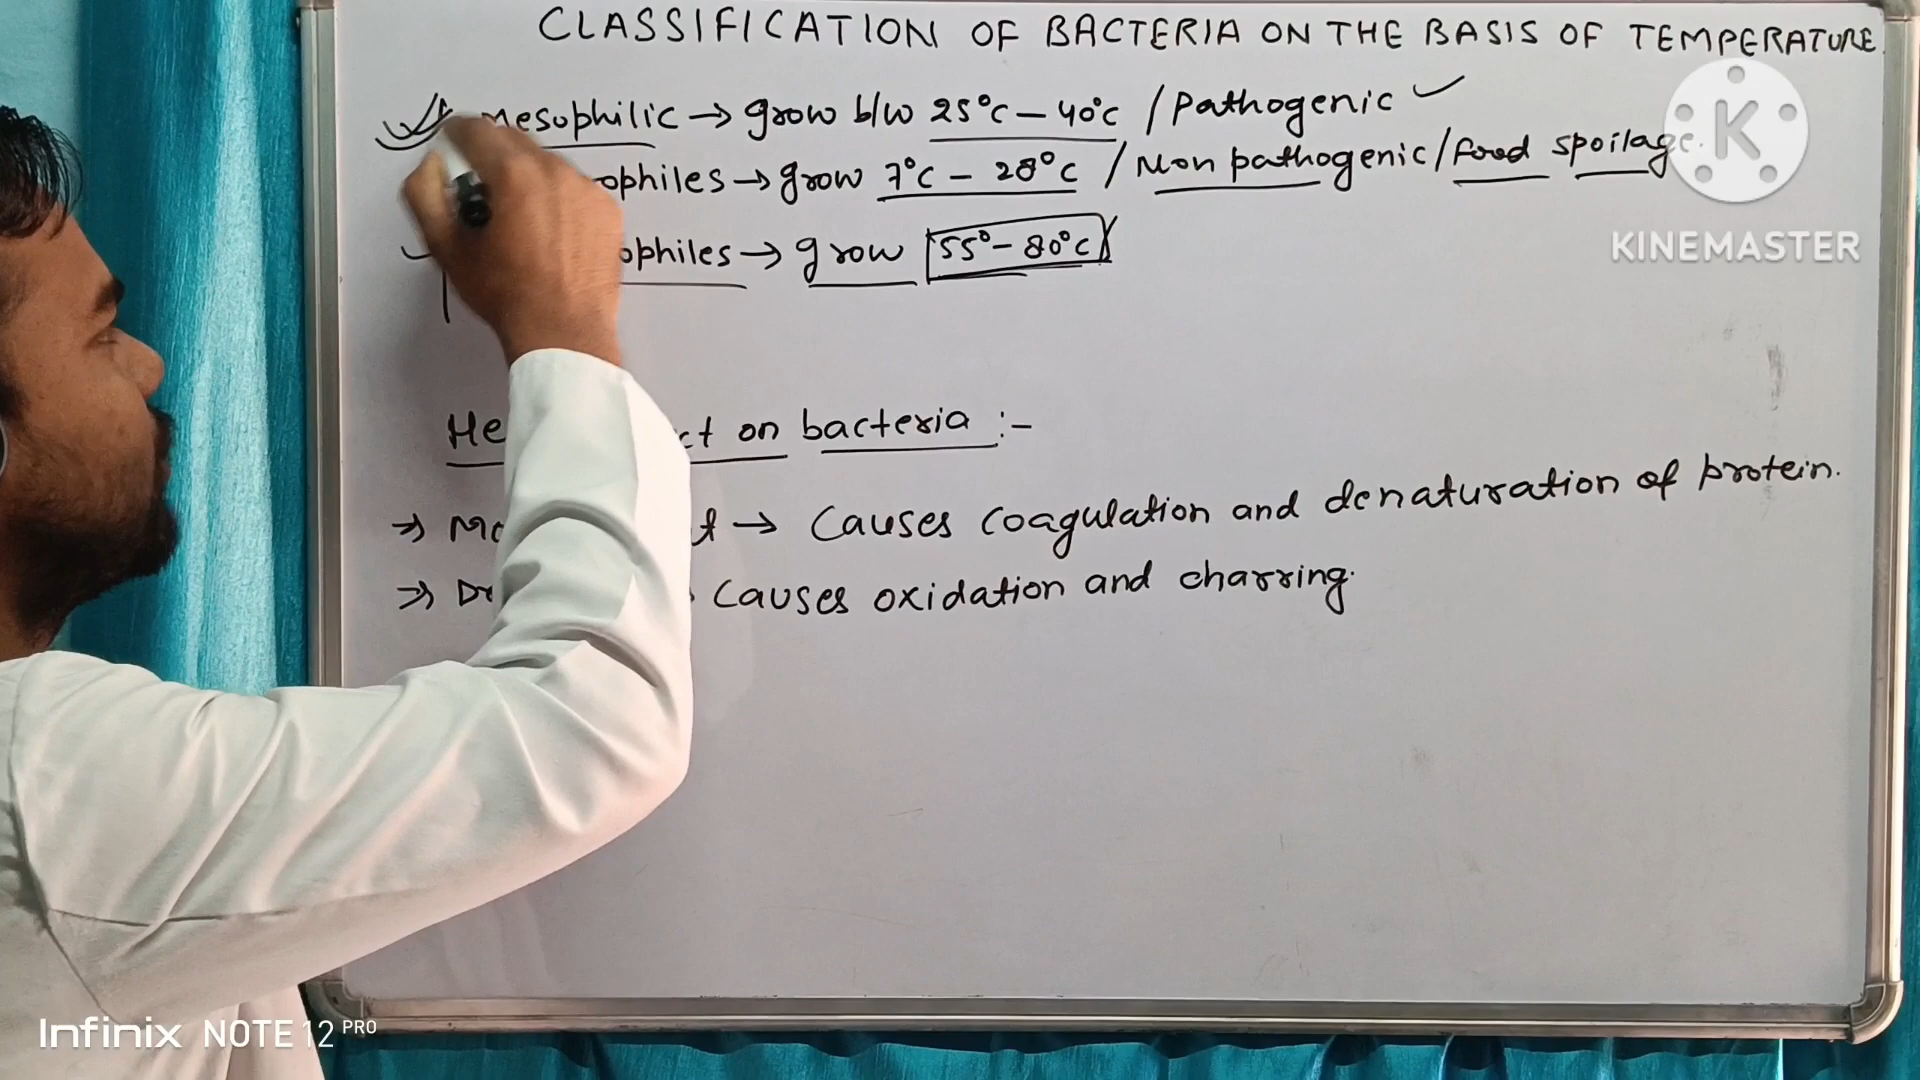 CLASSIFICATION OF BACTERIA ON THE BASIS OF TEMPERATURE.
mesophilic → grow b/w 25°C – 40°C / Pathogenic ✓
ophiles → grow 7°C – 28°C / Non pathogenic / food spoilage.
ophiles → grow 55° – 80°C
He ct on bacteria :-
⇒ Mo t → Causes coagulation and denaturation of protein.
⇒ Dr Causes oxidation and charring.
K
KINEMASTER
Infinix NOTE 12 PRO